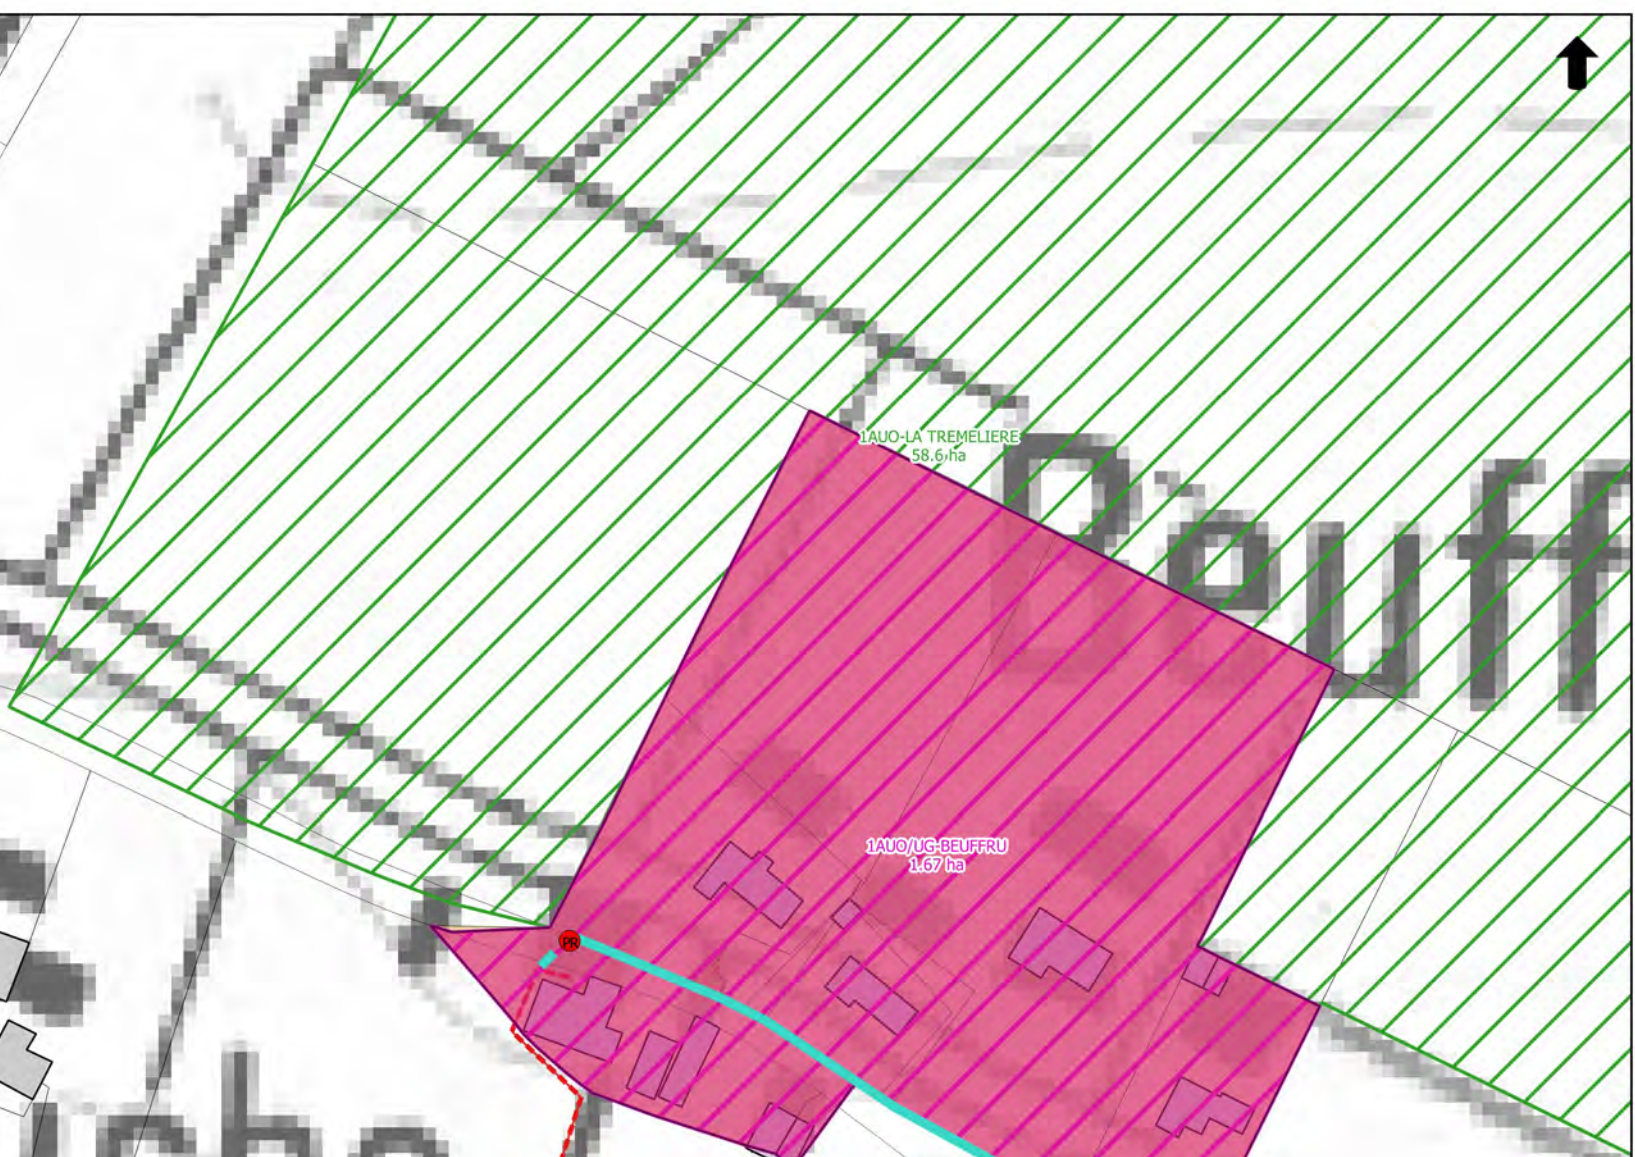 1AUO-LA TREMELIERE
58.6 ha
Beuff
1AUO/UG-BEUFFRU
1.67 ha
PR